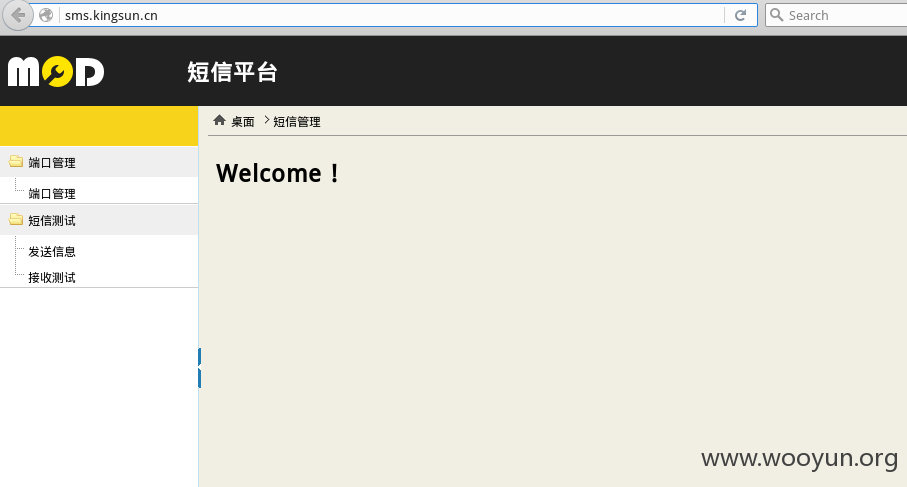 sms.kingsun.cn
Search
MOD
短信平台
桌面 短信管理
端口管理
端口管理
短信测试
发送信息
接收测试
Welcome！
www.wooyun.org